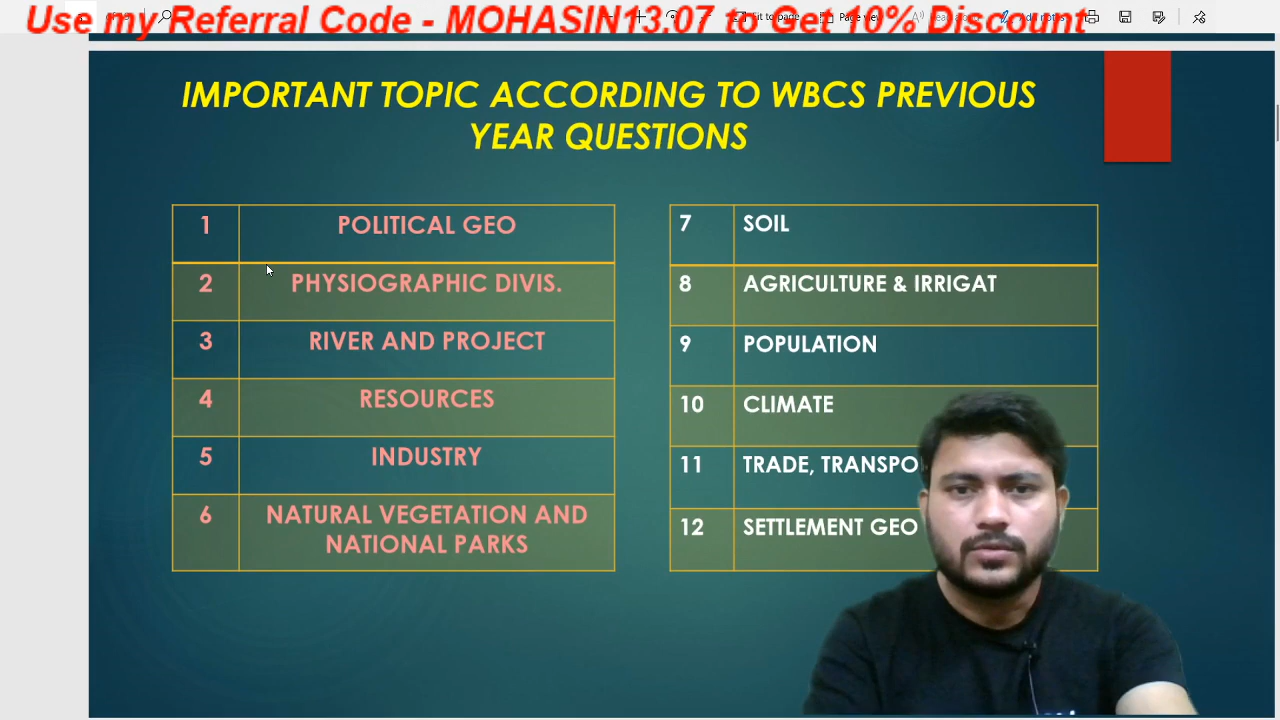 Use my Referral Code - MOHASIN13.07 to Get 10% Discount
IMPORTANT TOPIC ACCORDING TO WBCS PREVIOUS
YEAR QUESTIONS
1 POLITICAL GEO
2 PHYSIOGRAPHIC DIVIS.
3 RIVER AND PROJECT
4 RESOURCES
5 INDUSTRY
6 NATURAL VEGETATION AND
NATIONAL PARKS
7 SOIL
8 AGRICULTURE & IRRIGAT
9 POPULATION
10 CLIMATE
11 TRADE, TRANSPO
12 SETTLEMENT GEO